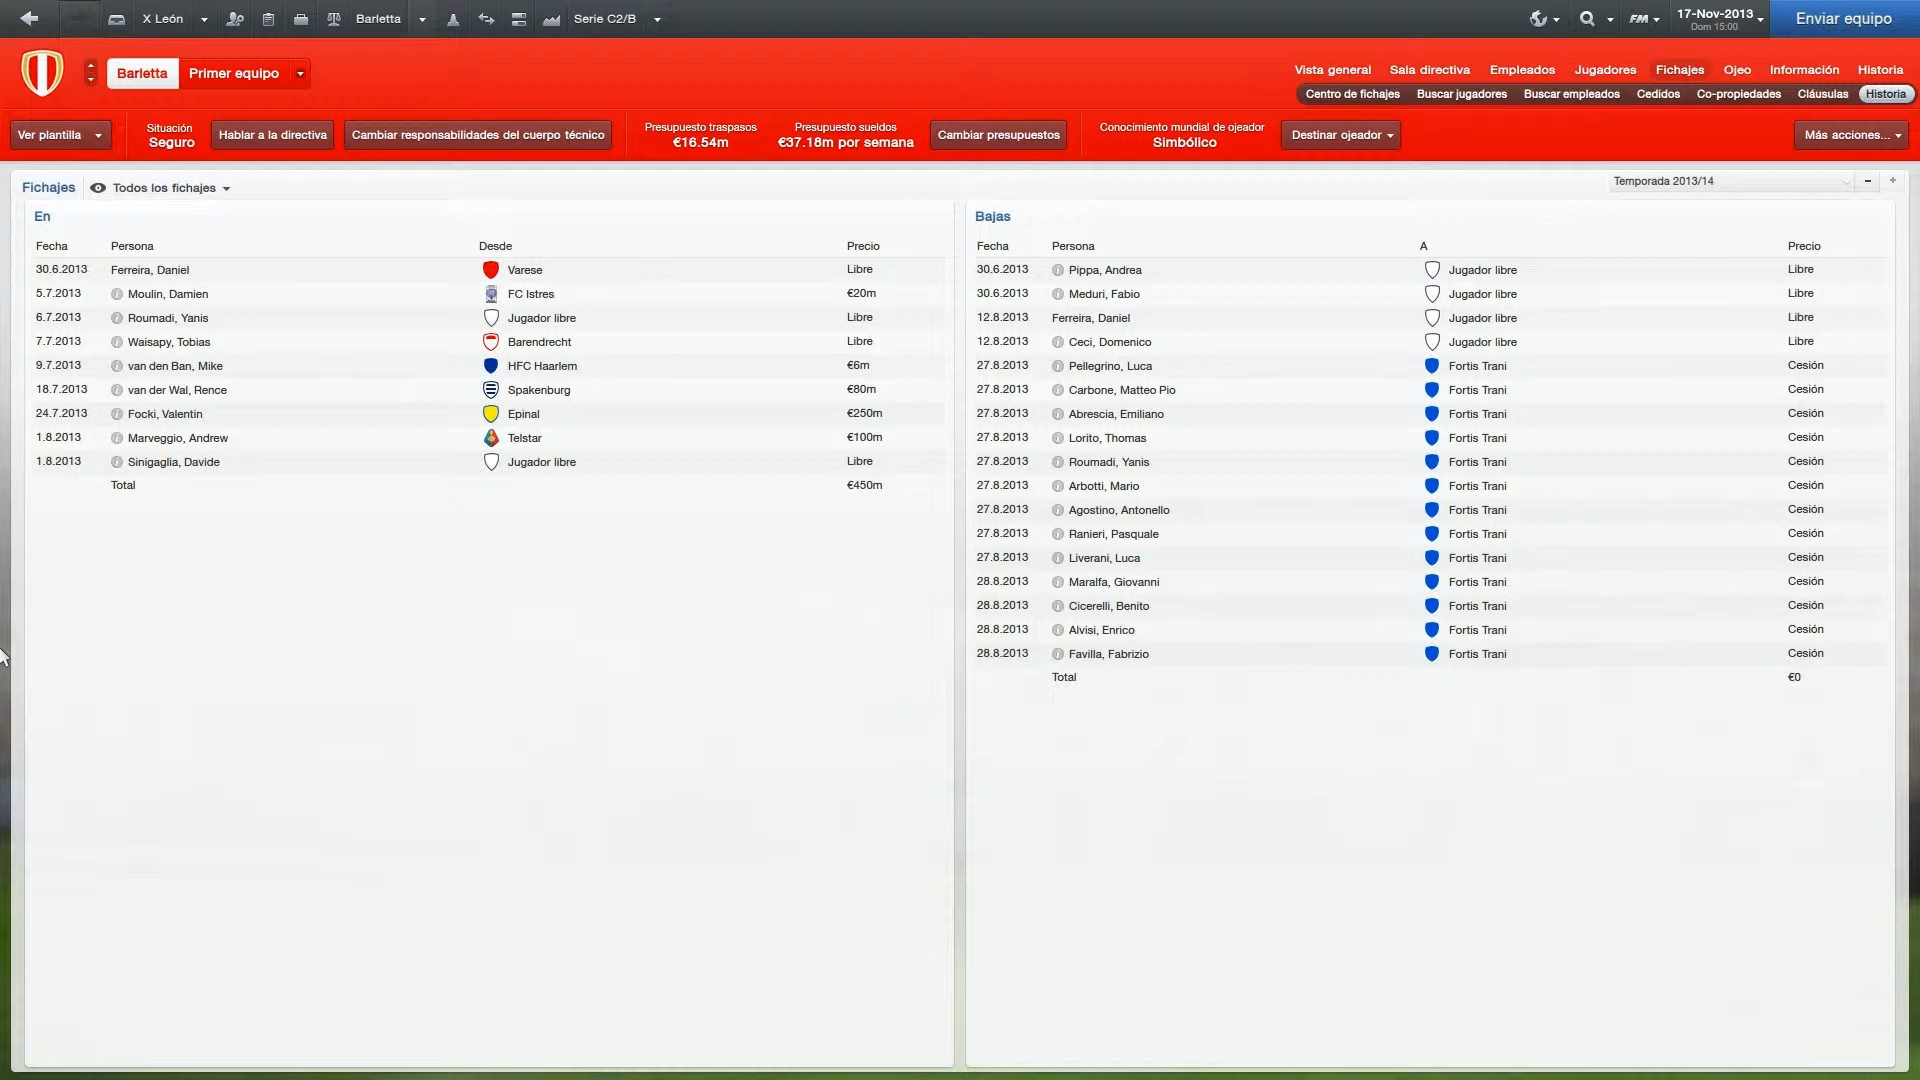 X León Barletta Serie C2/B FM 17-Nov-2013 Dom 15:00 Enviar equipo
Barletta Primer equipo
Vista general Sala directiva Empleados Jugadores Fichajes Ojeo Información Historia
Centro de fichajes Buscar jugadores Buscar empleados Cedidos Co-propiedades Cláusulas Historia
Ver plantilla Situación Seguro Hablar a la directiva Cambiar responsabilidades del cuerpo técnico Presupuesto traspasos €16.54m Presupuesto sueldos €37.18m por semana Cambiar presupuestos Conocimiento mundial de ojeador Simbólico Destinar ojeador Más acciones...
Fichajes Todos los fichajes Temporada 2013/14
En
Fecha Persona Desde Precio
30.6.2013 Ferreira, Daniel Varese Libre
5.7.2013 Moulin, Damien FC Istres €20m
6.7.2013 Roumadi, Yanis Jugador libre Libre
7.7.2013 Waisapy, Tobias Barendrecht Libre
9.7.2013 van den Ban, Mike HFC Haarlem €6m
18.7.2013 van der Wal, Rence Spakenburg €80m
24.7.2013 Focki, Valentin Epinal €250m
1.8.2013 Marveggio, Andrew Telstar €100m
1.8.2013 Sinigaglia, Davide Jugador libre Libre
Total €450m
Bajas
Fecha Persona A Precio
30.6.2013 Pippa, Andrea Jugador libre Libre
30.6.2013 Meduri, Fabio Jugador libre Libre
12.8.2013 Ferreira, Daniel Jugador libre Libre
12.8.2013 Ceci, Domenico Jugador libre Libre
27.8.2013 Pellegrino, Luca Fortis Trani Cesión
27.8.2013 Carbone, Matteo Pio Fortis Trani Cesión
27.8.2013 Abrescia, Emiliano Fortis Trani Cesión
27.8.2013 Lorito, Thomas Fortis Trani Cesión
27.8.2013 Roumadi, Yanis Fortis Trani Cesión
27.8.2013 Arbotti, Mario Fortis Trani Cesión
27.8.2013 Agostino, Antonello Fortis Trani Cesión
27.8.2013 Ranieri, Pasquale Fortis Trani Cesión
27.8.2013 Liverani, Luca Fortis Trani Cesión
28.8.2013 Maralfa, Giovanni Fortis Trani Cesión
28.8.2013 Cicerelli, Benito Fortis Trani Cesión
28.8.2013 Alvisi, Enrico Fortis Trani Cesión
28.8.2013 Favilla, Fabrizio Fortis Trani Cesión
Total €0